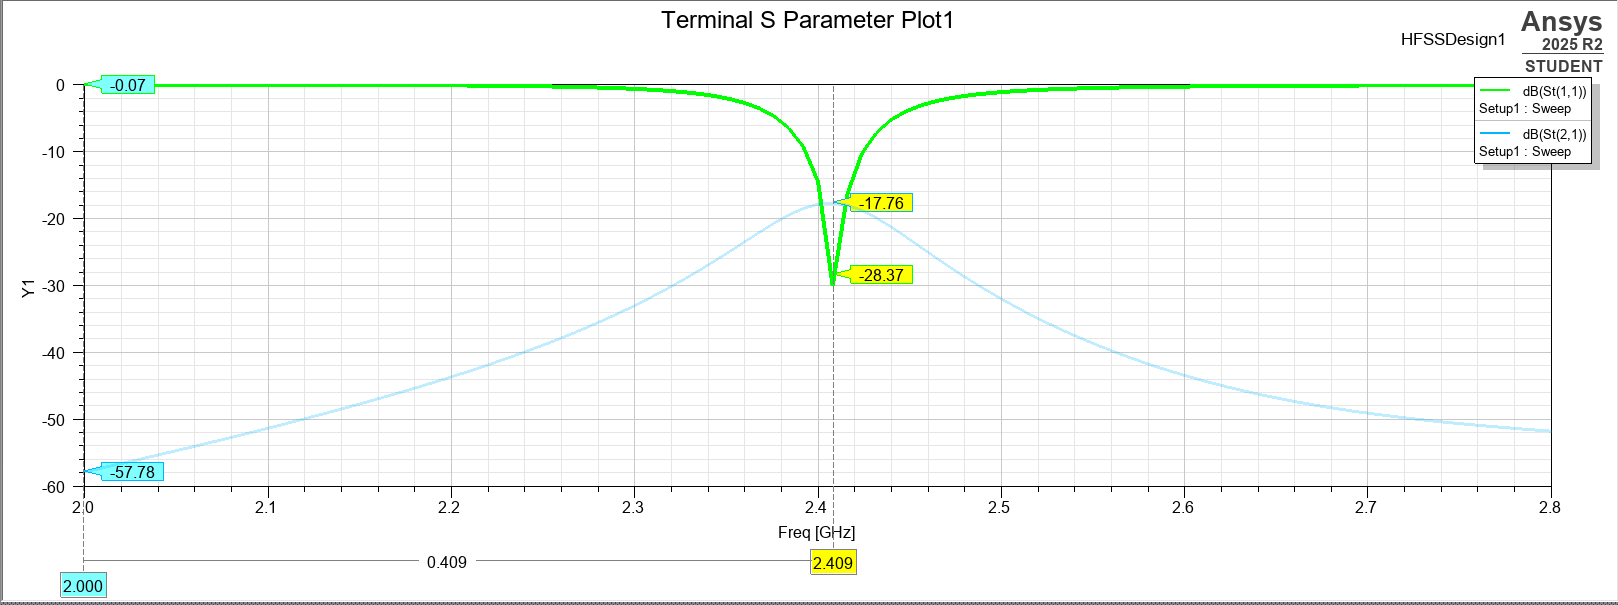 Terminal S Parameter Plot1
Ansys
2025 R2
STUDENT
HFSSDesign1
dB(St(1,1))
Setup1 : Sweep
dB(St(2,1))
Setup1 : Sweep
0
-10
-20
-30
-40
-50
-60
Y1
-0.07
-17.76
-28.37
-57.78
2.0
2.1
2.2
2.3
2.4
2.5
2.6
2.7
2.8
Freq [GHz]
0.409
2.409
2.000